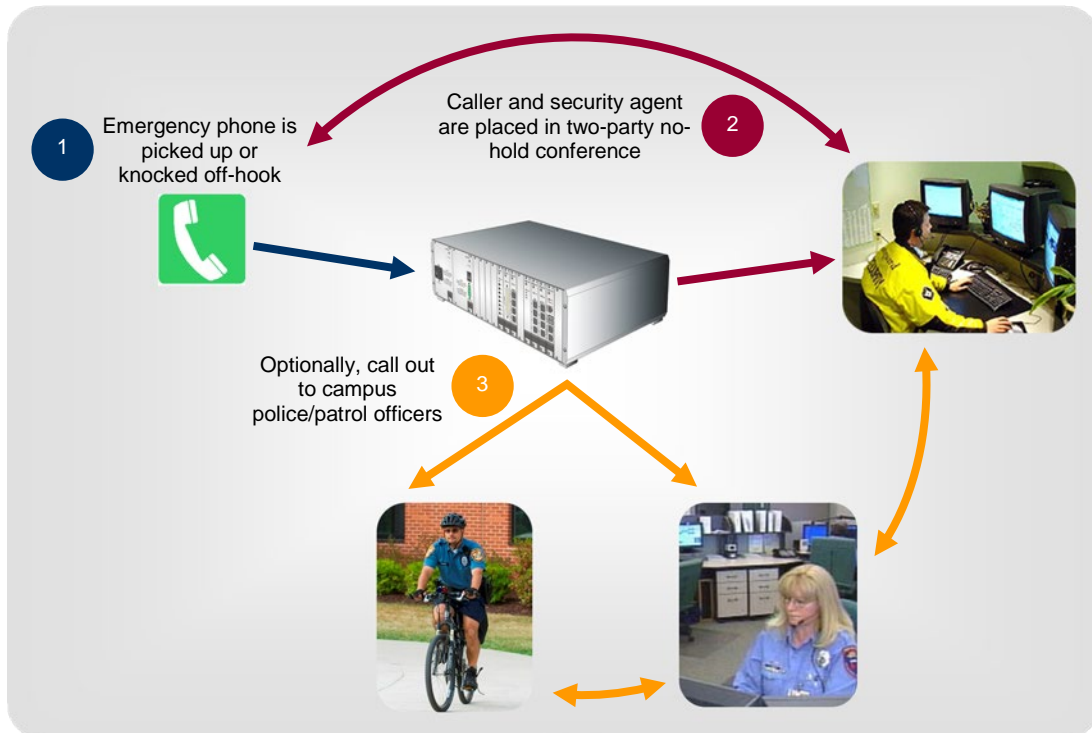 1
Emergency phone is
picked up or
knocked off-hook
Caller and security agent
are placed in two-party no-
hold conference
2
Optionally, call out
to campus
police/patrol officers
3